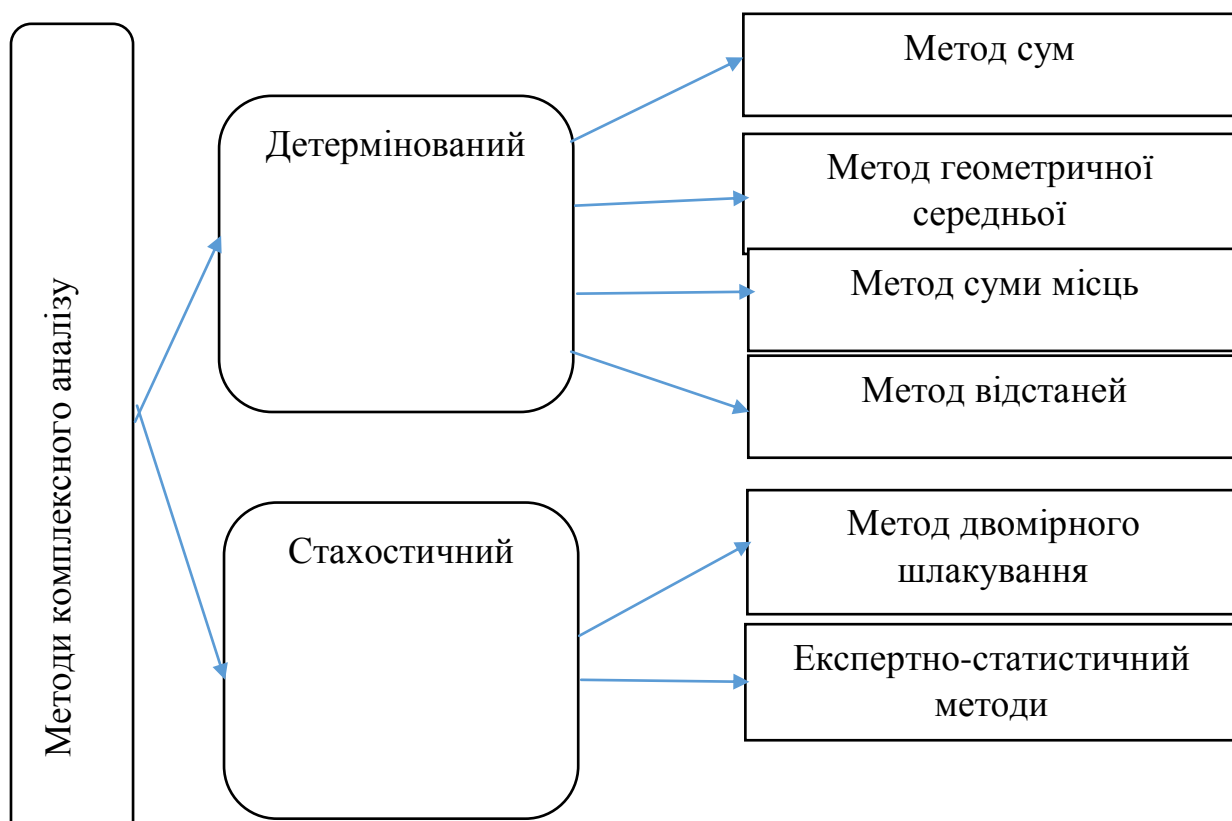 Методи комплексного аналізу
Детермінований
Метод сум
Метод геометричної
середньої
Метод суми місць
Метод відстаней
Стахостичний
Метод двомірного
шлакування
Експертно-статистичний
методи